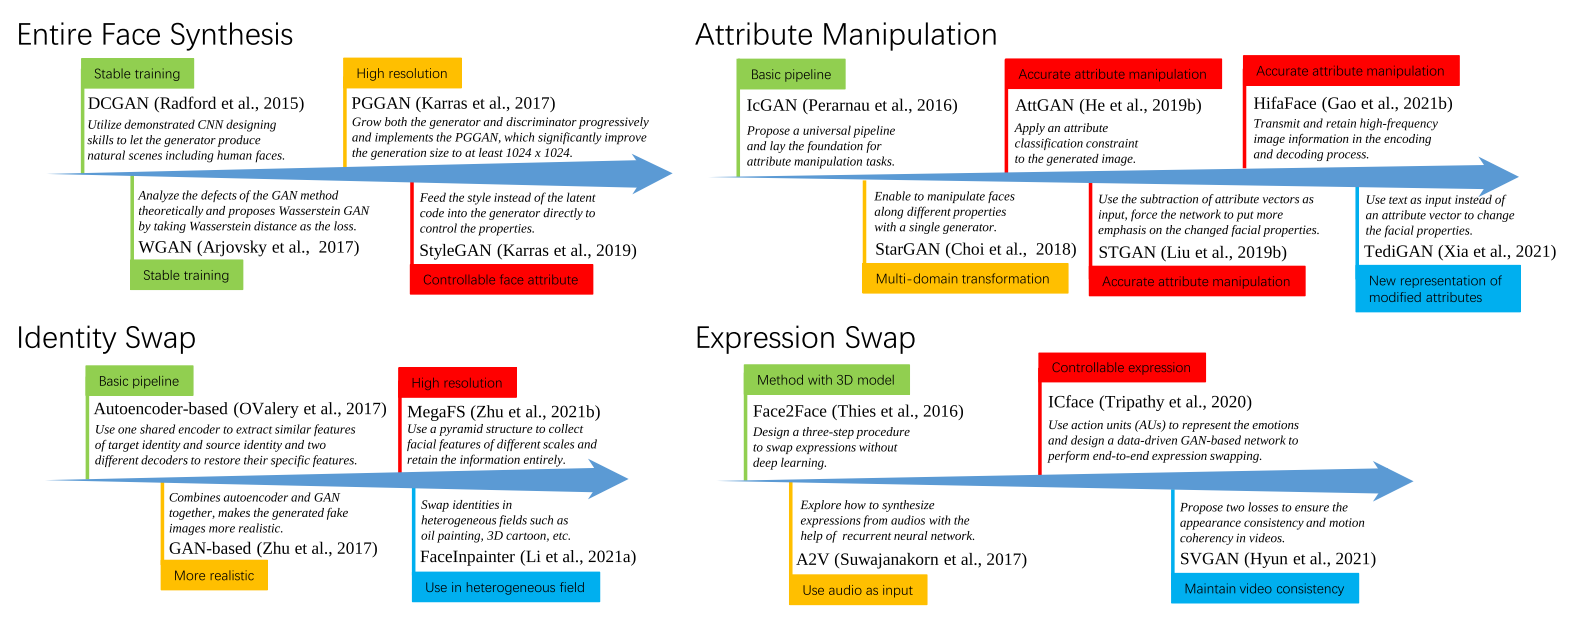 Entire Face Synthesis
Stable training
DCGAN (Radford et al., 2015)
Utilize demonstrated CNN designing
skills to let the generator produce
natural scenes including human faces.
High resolution
PGGAN (Karras et al., 2017)
Grow both the generator and discriminator progressively
and implements the PGGAN, which significantly improve
the generation size to at least 1024 x 1024.
Analyze the defects of the GAN method
theoretically and proposes Wasserstein GAN
by taking Wasserstein distance as the loss.
WGAN (Arjovsky et al., 2017)
Stable training
Feed the style instead of the latent
code into the generator directly to
control the properties.
StyleGAN (Karras et al., 2019)
Controllable face attribute
Attribute Manipulation
Basic pipeline
IcGAN (Perarnau et al., 2016)
Propose a universal pipeline
and lay the foundation for
attribute manipulation tasks.
Accurate attribute manipulation
AttGAN (He et al., 2019b)
Apply an attribute
classification constraint
to the generated image.
Accurate attribute manipulation
HifaFace (Gao et al., 2021b)
Transmit and retain high-frequency
image information in the encoding
and decoding process.
Enable to manipulate faces
along different properties
with a single generator.
StarGAN (Choi et al., 2018)
Multi-domain transformation
Use the subtraction of attribute vectors as
input, force the network to put more
emphasis on the changed facial properties.
STGAN (Liu et al., 2019b)
Accurate attribute manipulation
Use text as input instead of
an attribute vector to change
the facial properties.
TediGAN (Xia et al., 2021)
New representation of
modified attributes
Identity Swap
Basic pipeline
Autoencoder-based (OValery et al., 2017)
Use one shared encoder to extract similar features
of target identity and source identity and two
different decoders to restore their specific features.
High resolution
MegaFS (Zhu et al., 2021b)
Use a pyramid structure to collect
facial features of different scales and
retain the information entirely.
Combines autoencoder and GAN
together, makes the generated fake
images more realistic.
GAN-based (Zhu et al., 2017)
More realistic
Swap identities in
heterogeneous fields such as
oil painting, 3D cartoon, etc.
FaceInpainter (Li et al., 2021a)
Use in heterogeneous field
Expression Swap
Method with 3D model
Face2Face (Thies et al., 2016)
Design a three-step procedure
to swap expressions without
deep learning.
Controllable expression
ICface (Tripathy et al., 2020)
Use action units (AUs) to represent the emotions
and design a data-driven GAN-based network to
perform end-to-end expression swapping.
Explore how to synthesize
expressions from audios with the
help of recurrent neural network.
A2V (Suwajanakorn et al., 2017)
Use audio as input
Propose two losses to ensure the
appearance consistency and motion
coherency in videos.
SVGAN (Hyun et al., 2021)
Maintain video consistency